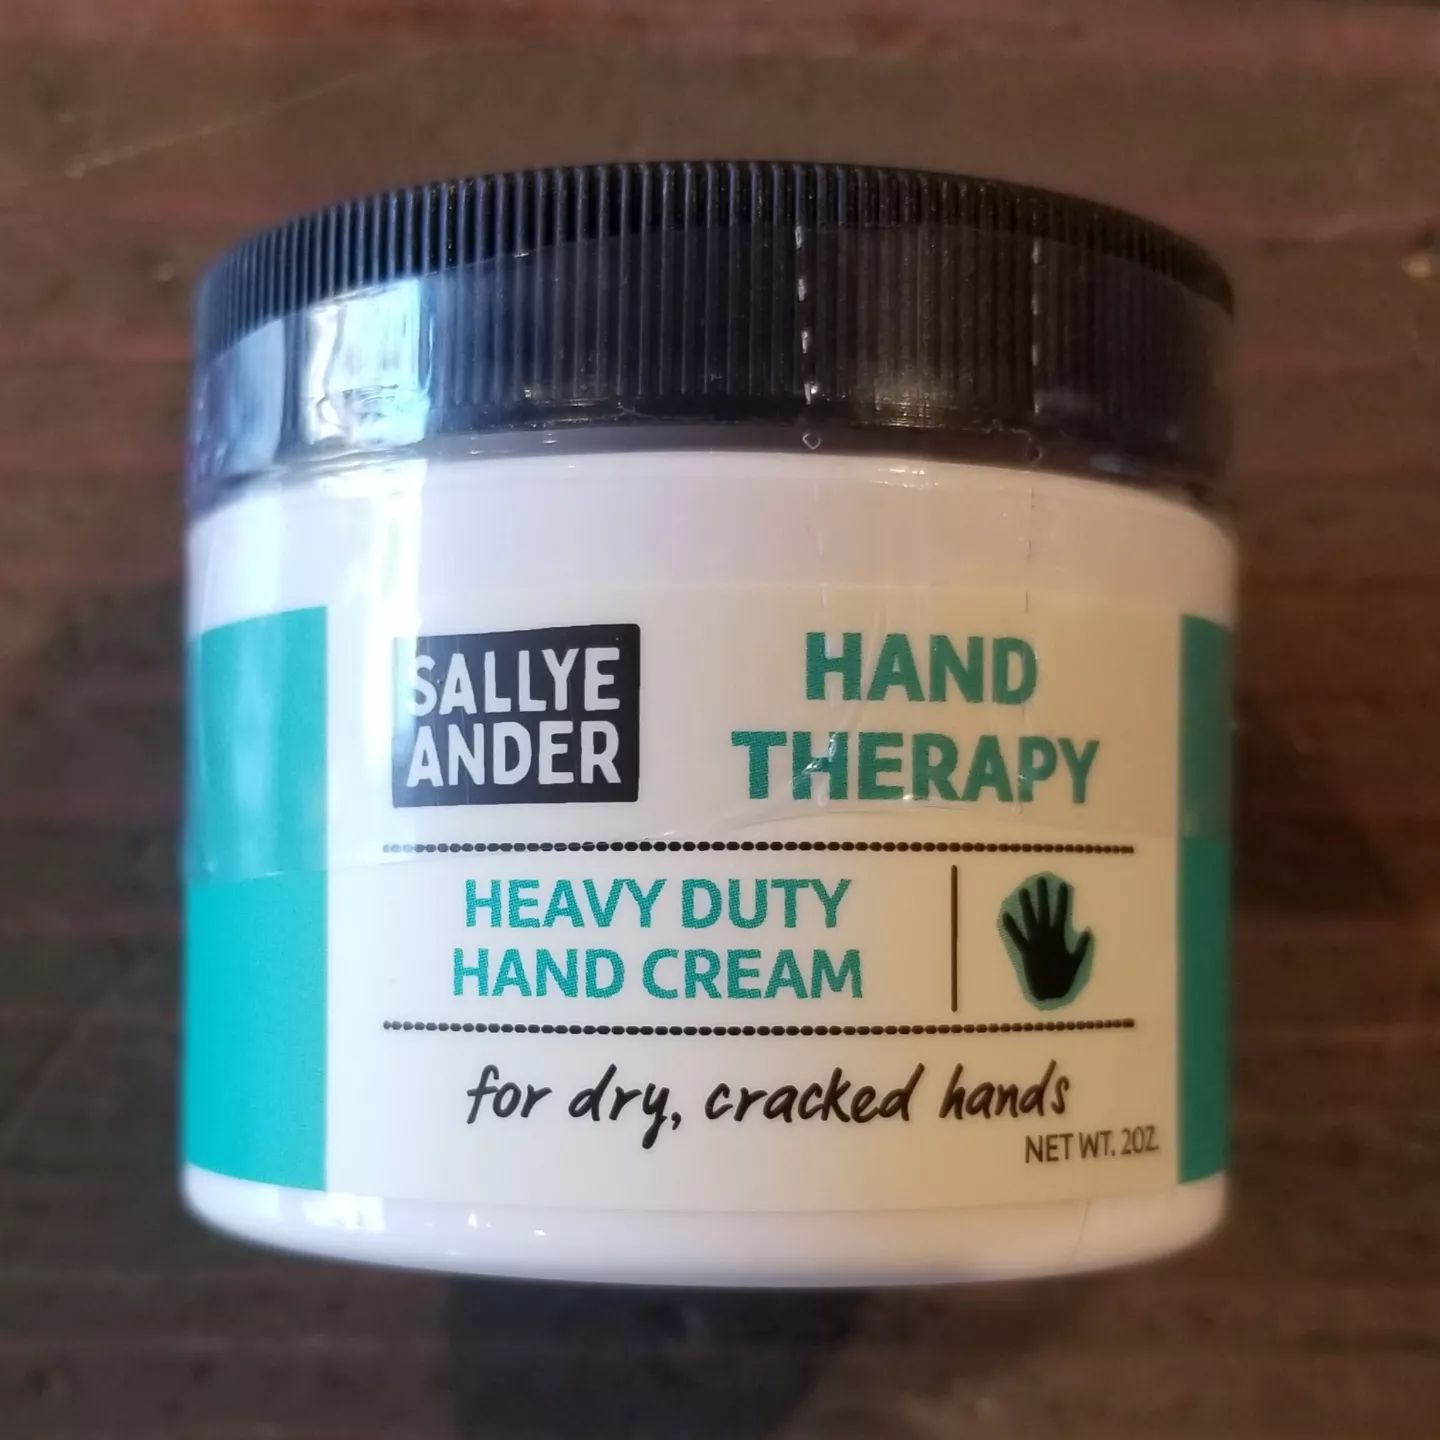 SALLYE
ANDER
HAND
THERAPY
HEAVY DUTY
HAND CREAM
for dry, cracked hands
NET WT. 2OZ.